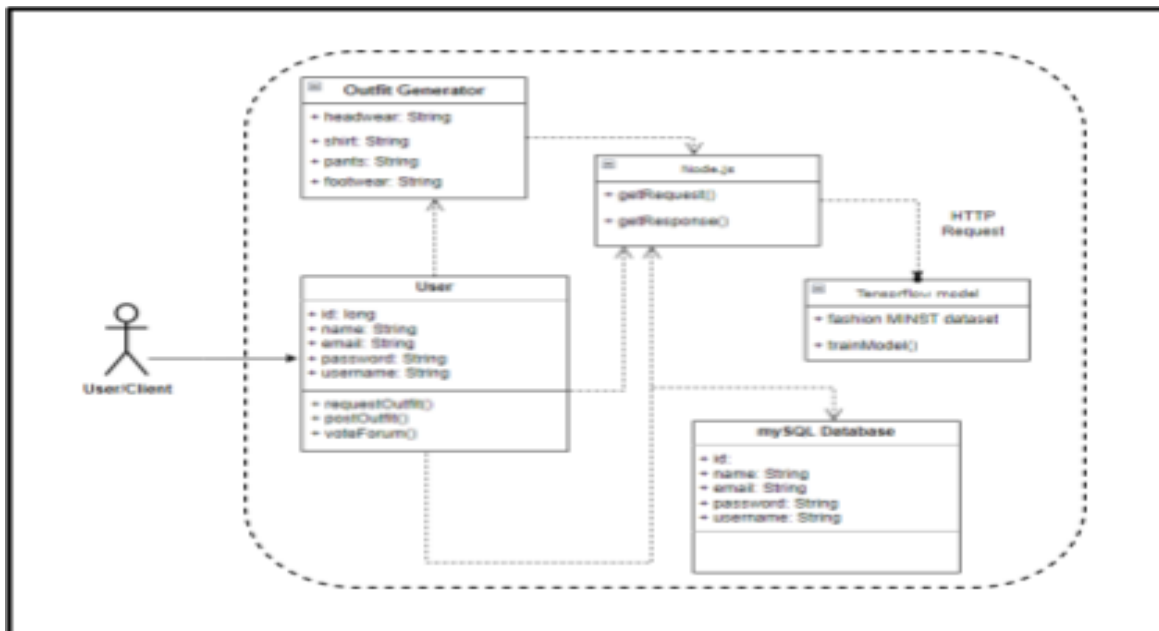 Outfit Generator
+ headwear: String
+ shirt: String
+ pants: String
+ footwear: String
Node.js
+ getRequest()
+ getResponse()
HTTP
Request
Tensorflow model
+ fashion MINST dataset
+ trainModel()
User
+ id: long
+ name: String
+ email: String
+ password: String
+ username: String
+ requestOutfit()
+ postOutfit()
+ voteForum()
User/Client
mySQL Database
+ id:
+ name: String
+ email: String
+ password: String
+ username: String